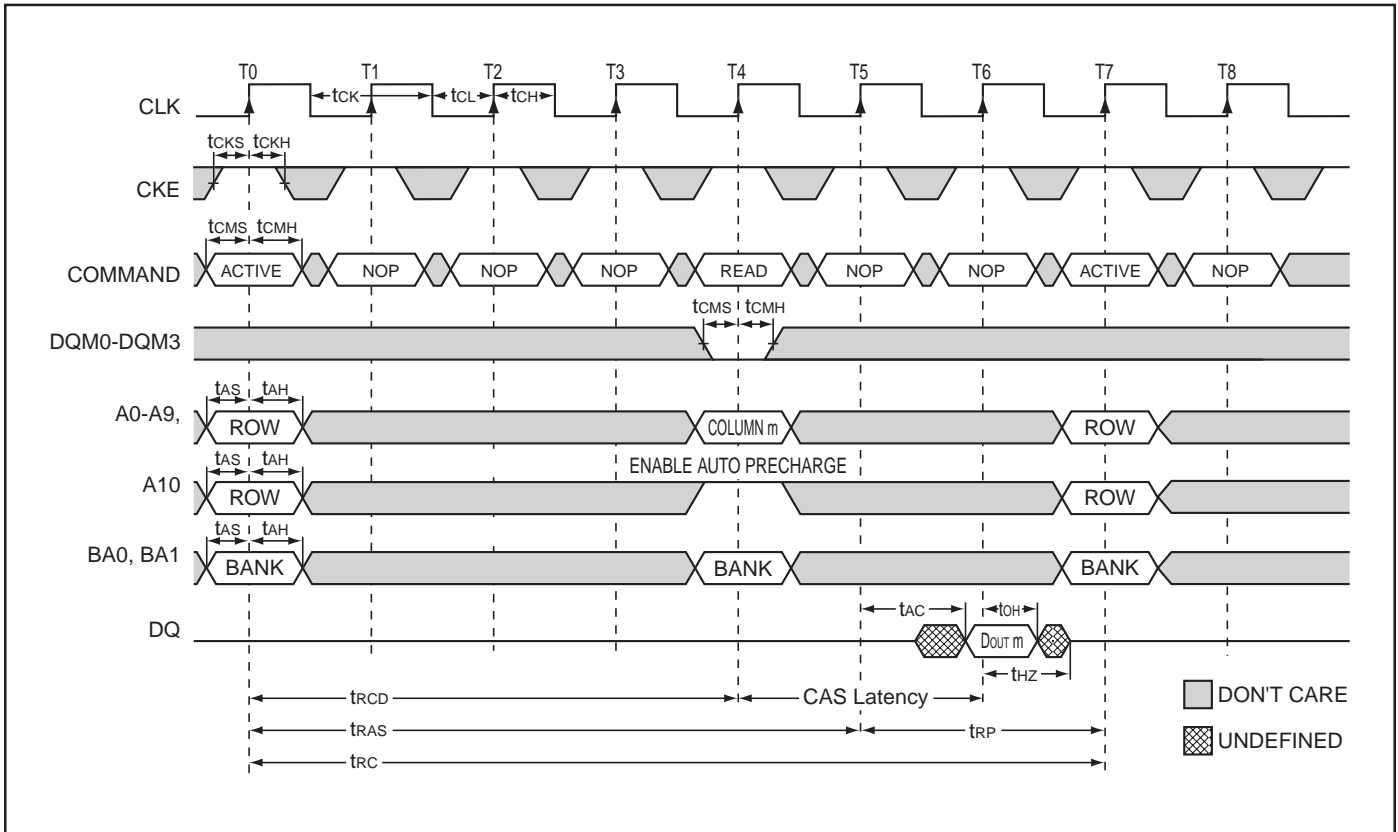 T0 T1 T2 T3 T4 T5 T6 T7 T8
CLK tCK tCL tCH
tCKS tCKH
CKE
tCMS tCMH
COMMAND ACTIVE NOP NOP NOP READ NOP NOP ACTIVE NOP
tCMS tCMH
DQM0-DQM3
tAS tAH
A0-A9, ROW COLUMN m ROW
tAS tAH ENABLE AUTO PRECHARGE
A10 ROW ROW
tAS tAH
BA0, BA1 BANK BANK BANK
tAC tOH
DQ DOUT m
tHZ
tRCD CAS Latency DON'T CARE
tRAS tRP UNDEFINED
tRC